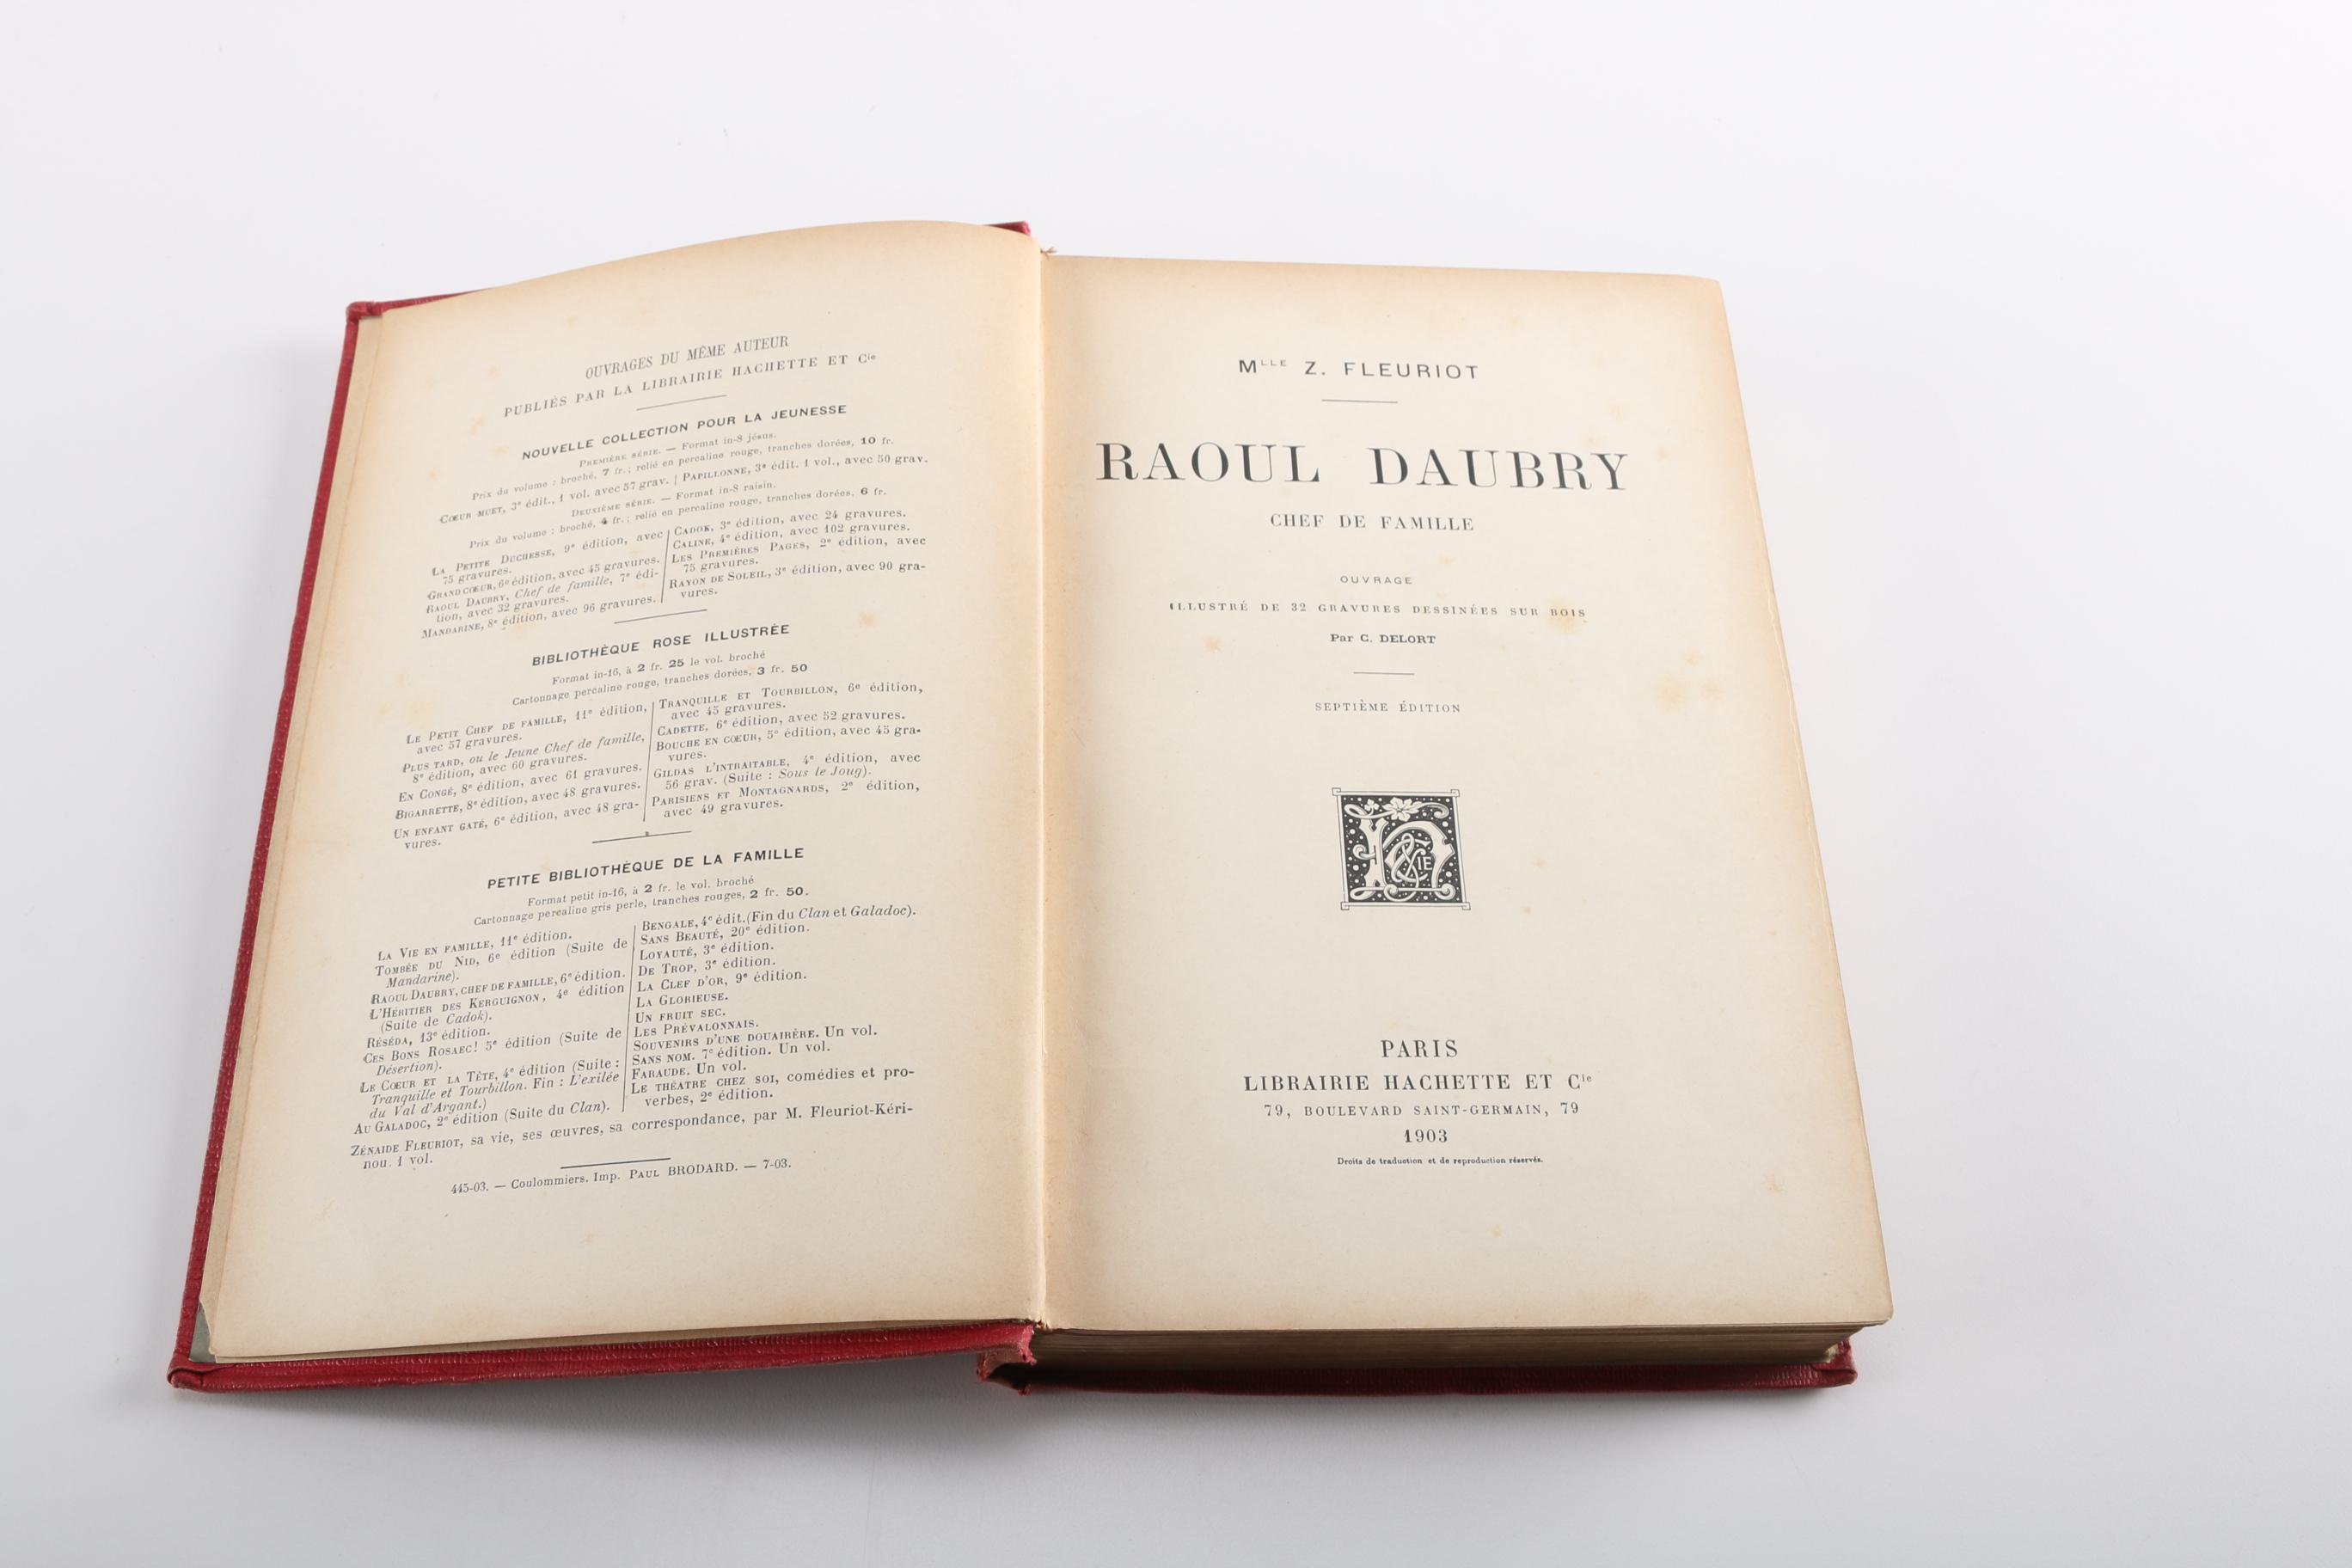 OUVRAGES DU MÊME AUTEUR
PUBLIÉS PAR LA LIBRAIRIE HACHETTE ET Cie
NOUVELLE COLLECTION POUR LA JEUNESSE
PREMIÈRE SÉRIE. — Format in-8 jésus.
Prix du volume : broché, 7 fr.; relié en percaline rouge, tranches dorées, 10 fr.
CŒUR MUET, 3e édit., 1 vol. avec 57 grav. | PAPILLONNE, 3e édit. 1 vol., avec 50 grav.
DEUXIÈME SÉRIE. — Format in-8 raisin.
Prix du volume : broché, 4 fr.; relié en percaline rouge, tranches dorées, 6 fr.
LA PETITE DUCHESSE, 9e édition, avec
75 gravures.
GRAND CŒUR, 6e édition, avec 45 gravures.
RAOUL DAUBRY, Chef de famille, 7e édi-
tion, avec 32 gravures.
MANDARINE, 8e édition, avec 96 gravures.
CADOK, 3e édition, avec 24 gravures.
CALINE, 4e édition, avec 102 gravures.
LES PREMIÈRES PAGES, 2e édition, avec
75 gravures.
RAYON DE SOLEIL, 3e édition, avec 90 gra-
vures.
BIBLIOTHÈQUE ROSE ILLUSTRÉE
Format in-16, à 2 fr. 25 le vol. broché
Cartonnage percaline rouge, tranches dorées, 3 fr. 50
LE PETIT CHEF DE FAMILLE, 11e édition,
avec 57 gravures.
PLUS TARD, ou le Jeune Chef de famille,
8e édition, avec 60 gravures.
EN CONGÉ, 8e édition, avec 61 gravures.
BIGARRETTE, 8e édition, avec 48 gravures.
UN ENFANT GATÉ, 6e édition, avec 48 gra-
vures.
TRANQUILLE ET TOURBILLON, 6e édition,
avec 45 gravures.
CADETTE, 6e édition, avec 52 gravures.
BOUCHE EN CŒUR, 5e édition, avec 45 gra-
vures.
GILDAS L'INTRAITABLE, 4e édition, avec
56 grav. (Suite : Sous le Joug).
PARISIENS ET MONTAGNARDS, 2e édition,
avec 49 gravures.
PETITE BIBLIOTHÈQUE DE LA FAMILLE
Format petit in-16, à 2 fr. le vol. broché
Cartonnage percaline gris perle, tranches rouges, 2 fr. 50.
LA VIE EN FAMILLE, 11e édition.
TOMBÉE DU NID, 6e édition (Suite de
Mandarine).
RAOUL DAUBRY, CHEF DE FAMILLE, 6e édition.
L'HÉRITIER DES KERGUIGNON, 4e édition
(Suite de Cadok).
RÉSÉDA, 13e édition.
CES BONS ROSAEC! 5e édition (Suite de
Désertion).
LE CŒUR ET LA TÊTE, 4e édition (Suite :
Tranquille et Tourbillon. Fin : L'exilée
du Val d'Argent.)
AU GALADOC, 2e édition (Suite du Clan).
BENGALE, 4e édit. (Fin du Clan et Galadoc).
SANS BEAUTÉ, 20e édition.
LOYAUTÉ, 3e édition.
DE TROP, 3e édition.
LA CLEF D'OR, 9e édition.
LA GLORIEUSE.
UN FRUIT SEC.
LES PRÉVALONNAIS.
SOUVENIRS D'UNE DOUAIRÈRE. Un vol.
SANS NOM. 7e édition. Un vol.
FARAUDE. Un vol.
LE THÉATRE CHEZ SOI, comédies et pro-
verbes, 2e édition.
ZÉNAIDE FLEURIOT, sa vie, ses œuvres, sa correspondance, par M. Fleuriot-Kéri-
nou. 1 vol.
445-03. — Coulommiers. Imp. PAUL BRODARD. — 7-03.
MLLE Z. FLEURIOT
RAOUL DAUBRY
CHEF DE FAMILLE
OUVRAGE
ILLUSTRÉ DE 32 GRAVURES DESSINÉES SUR BOIS
Par C. DELORT
SEPTIÈME ÉDITION
H & CIE
PARIS
LIBRAIRIE HACHETTE ET Cie
79, BOULEVARD SAINT-GERMAIN, 79
1903
Droits de traduction et de reproduction réservés.